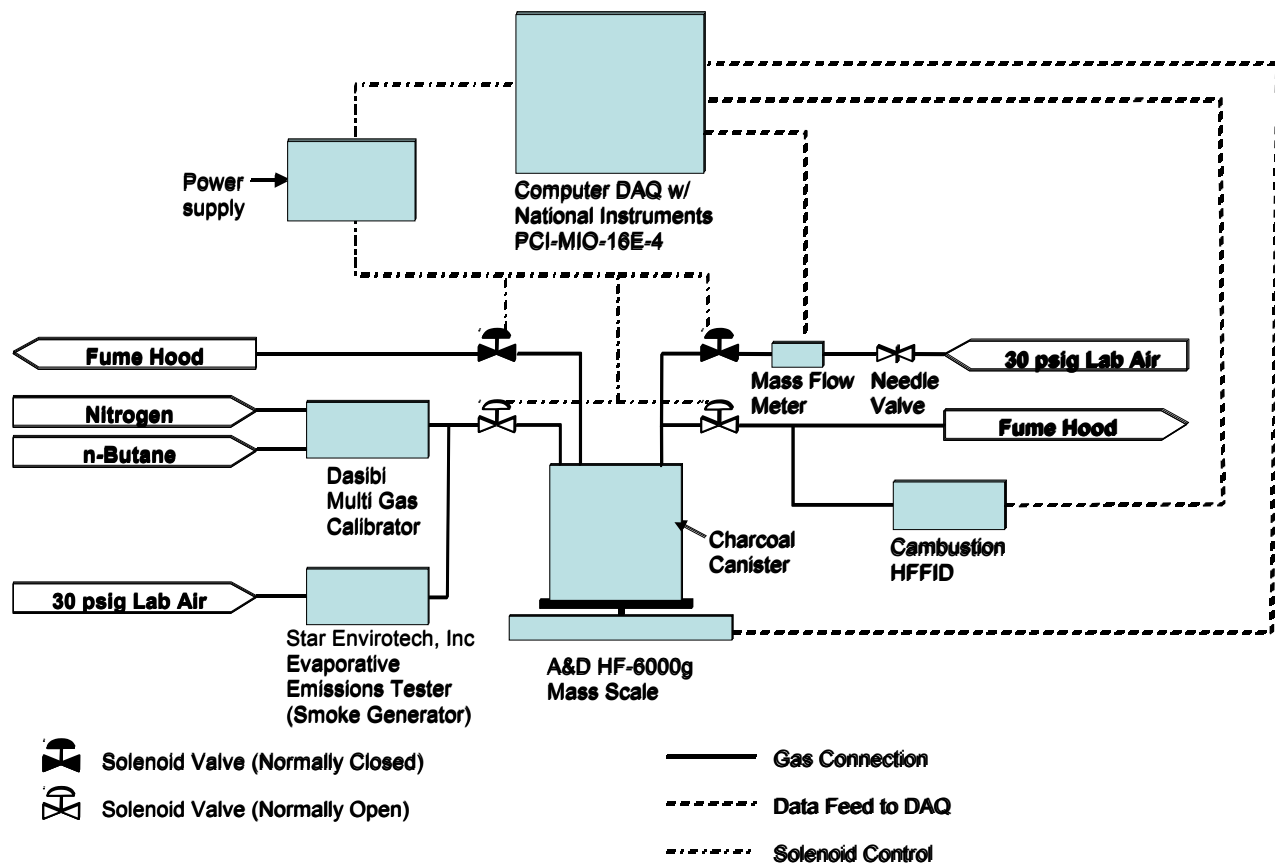 Power
supply
Computer DAQ w/
National Instruments
PCI-MIO-16E-4
Fume Hood
30 psig Lab Air
Mass Flow
Meter
Needle
Valve
Nitrogen
n-Butane
Fume Hood
Dasibi
Multi Gas
Calibrator
Charcoal
Canister
Cambustion
HFFID
30 psig Lab Air
Star Envirotech, Inc
Evaporative
Emissions Tester
(Smoke Generator)
A&D HF-6000g
Mass Scale
Solenoid Valve (Normally Closed)
Solenoid Valve (Normally Open)
Gas Connection
Data Feed to DAQ
Solenoid Control